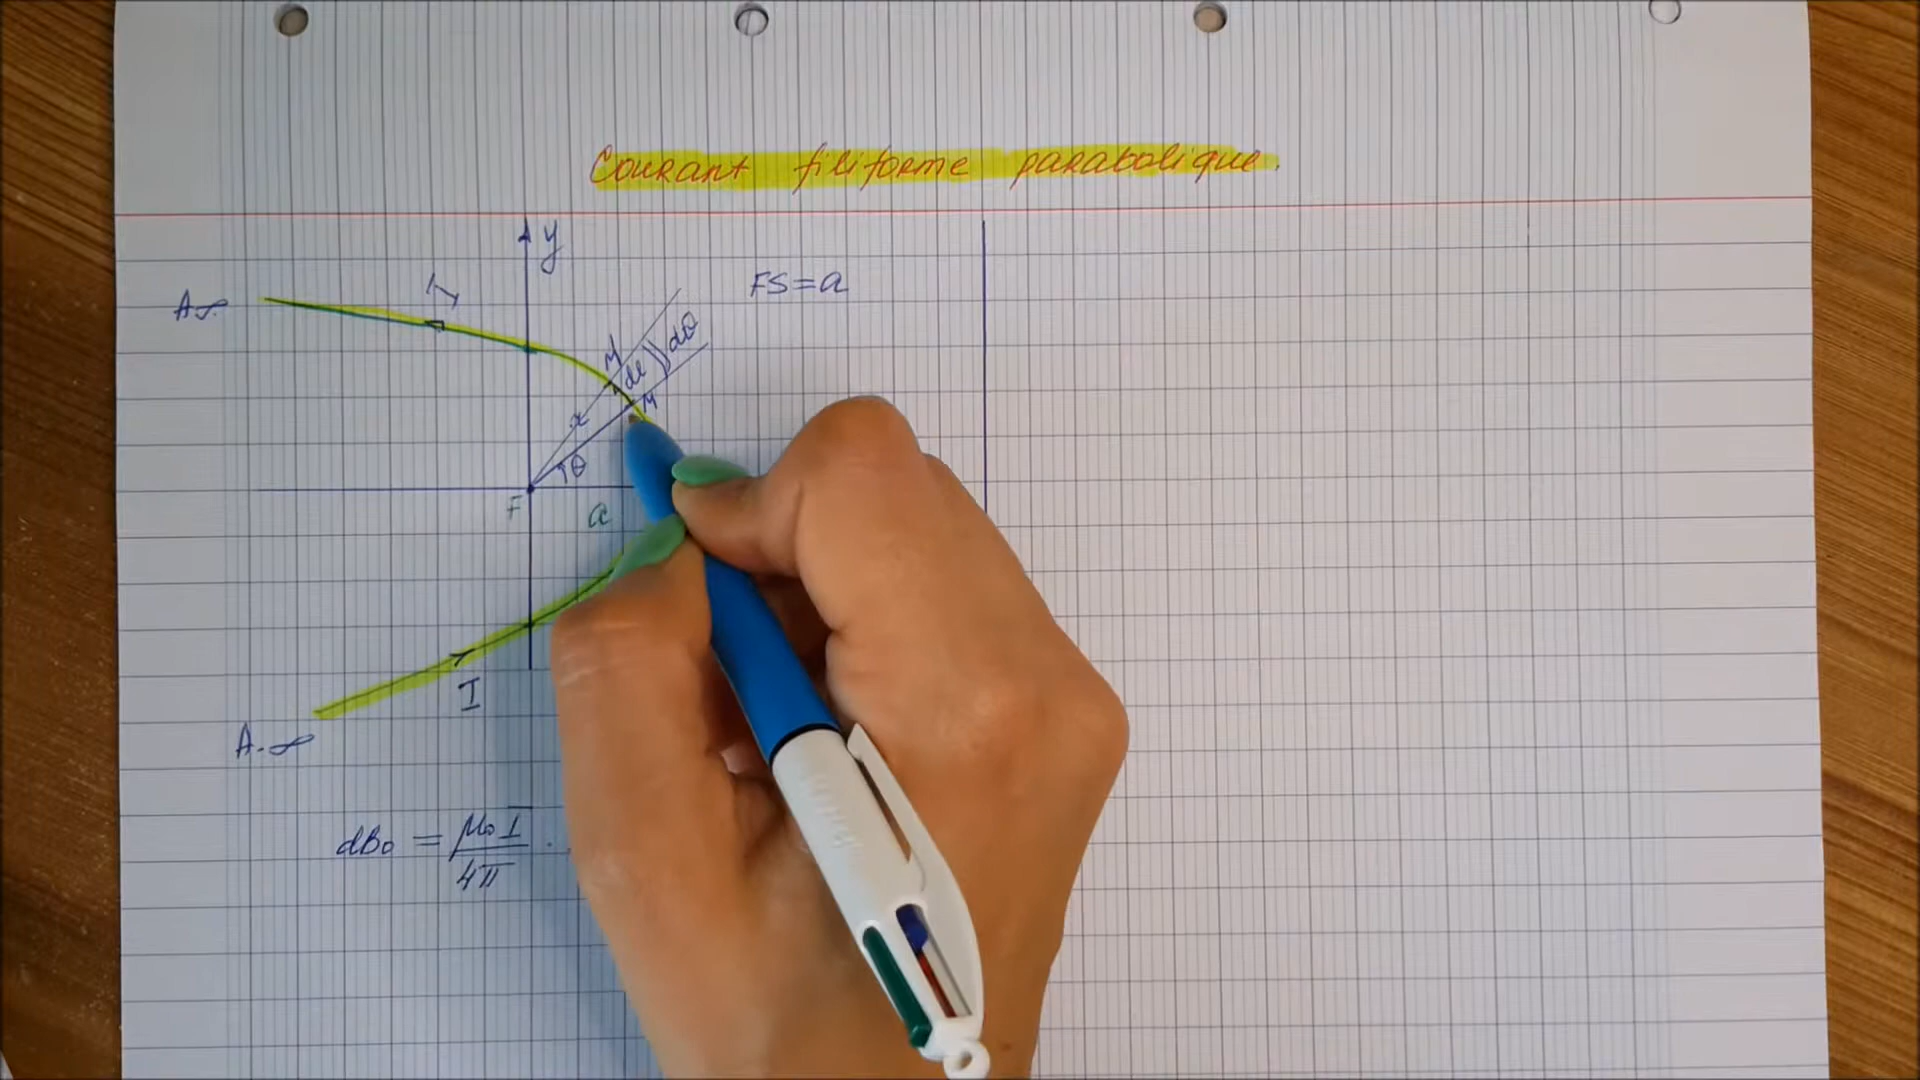 Courant filiforme parabolique.
y
FS = a
A∞
I
M'
dl
dθ
M
r
θ
F
a
I
A-∞
dB₀ = μ₀I / 4π ·